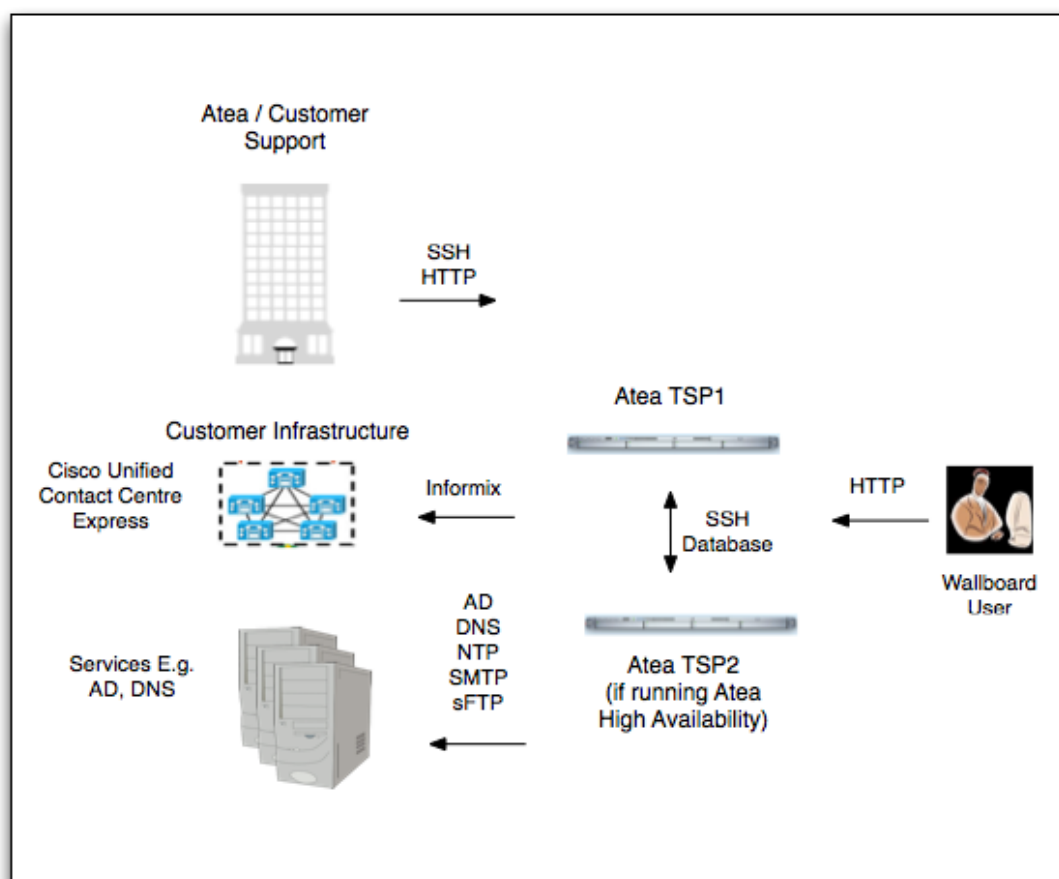 Atea / Customer
Support
SSH
HTTP
Atea TSP1
Customer Infrastructure
Cisco Unified
Contact Centre
Express
Informix
HTTP
SSH
Database
Wallboard
User
AD
DNS
NTP
SMTP
sFTP
Services E.g.
AD, DNS
Atea TSP2
(if running Atea
High Availability)